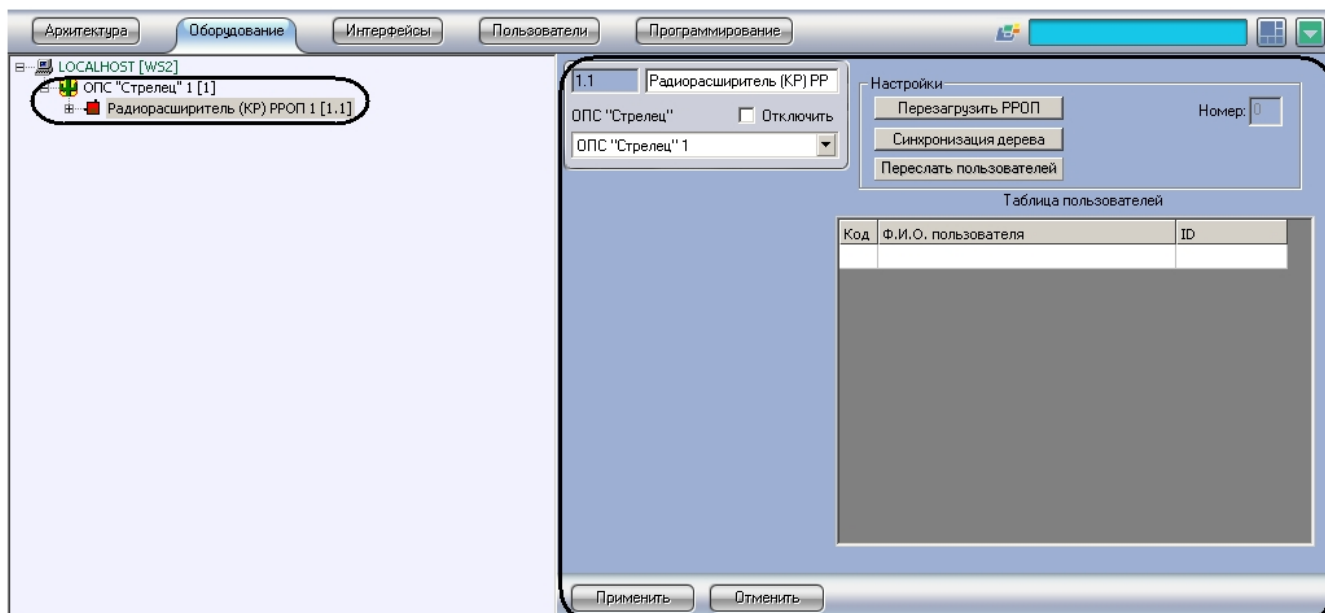 Архитектура Оборудование Интерфейсы Пользователи Программирование
LOCALHOST [WS2]
ОПС "Стрелец" 1 [1]
Радиорасширитель (КР) РРОП 1 [1.1]
1.1 Радиорасширитель (КР) РР
ОПС "Стрелец" Отключить
ОПС "Стрелец" 1
Настройки
Перезагрузить РРОП Номер: 0
Синхронизация дерева
Переслать пользователей
Таблица пользователей
Код Ф.И.О. пользователя ID
Применить Отменить